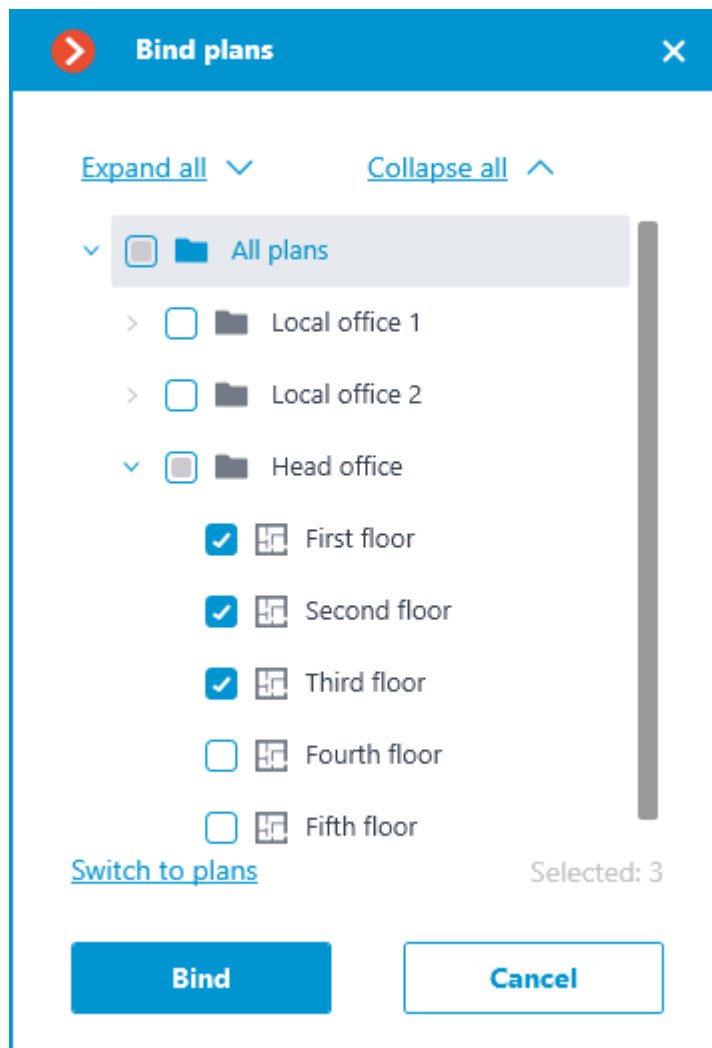 Bind plans
Expand all Collapse all
All plans
Local office 1
Local office 2
Head office
First floor
Second floor
Third floor
Fourth floor
Fifth floor
Switch to plans Selected: 3
Bind Cancel